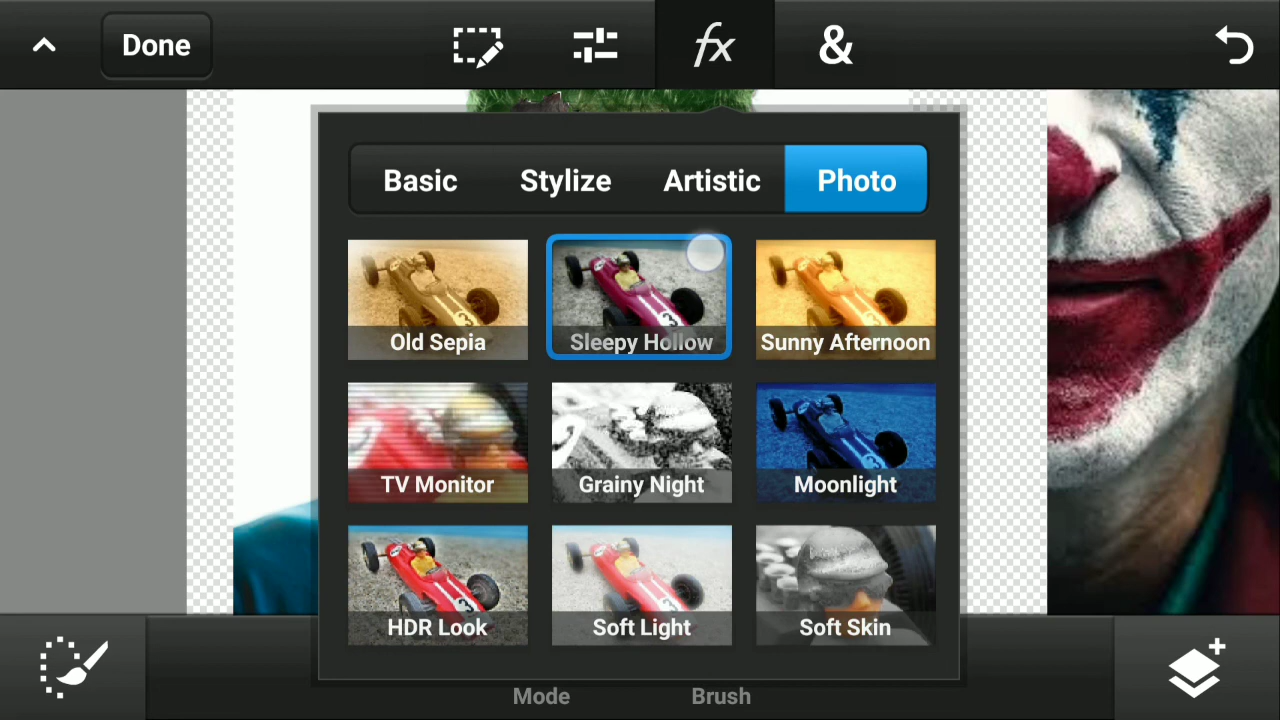 Done fx &
Basic Stylize Artistic Photo
Old Sepia Sleepy Hollow Sunny Afternoon
TV Monitor Grainy Night Moonlight
HDR Look Soft Light Soft Skin
Mode Brush